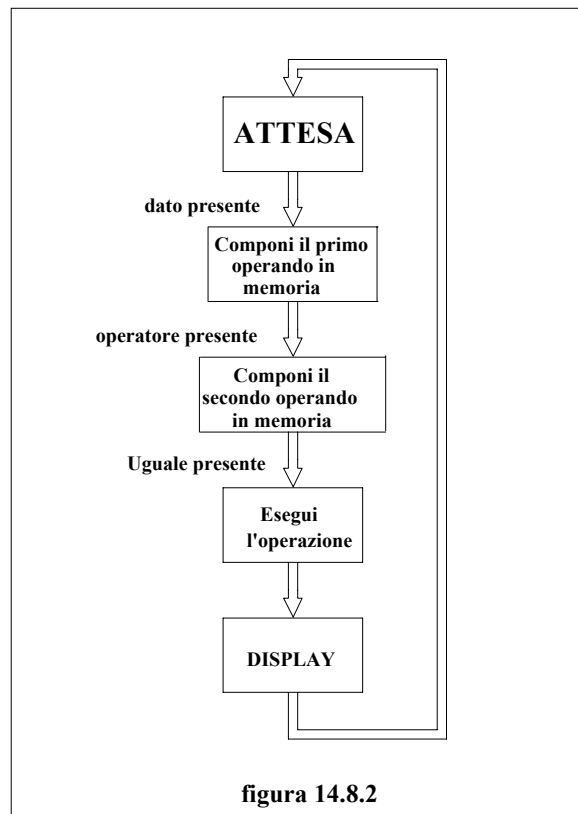 ATTESA
dato presente
Componi il primo
operando in
memoria
operatore presente
Componi il
secondo operando
in memoria
Uguale presente
Esegui
l'operazione
DISPLAY
figura 14.8.2